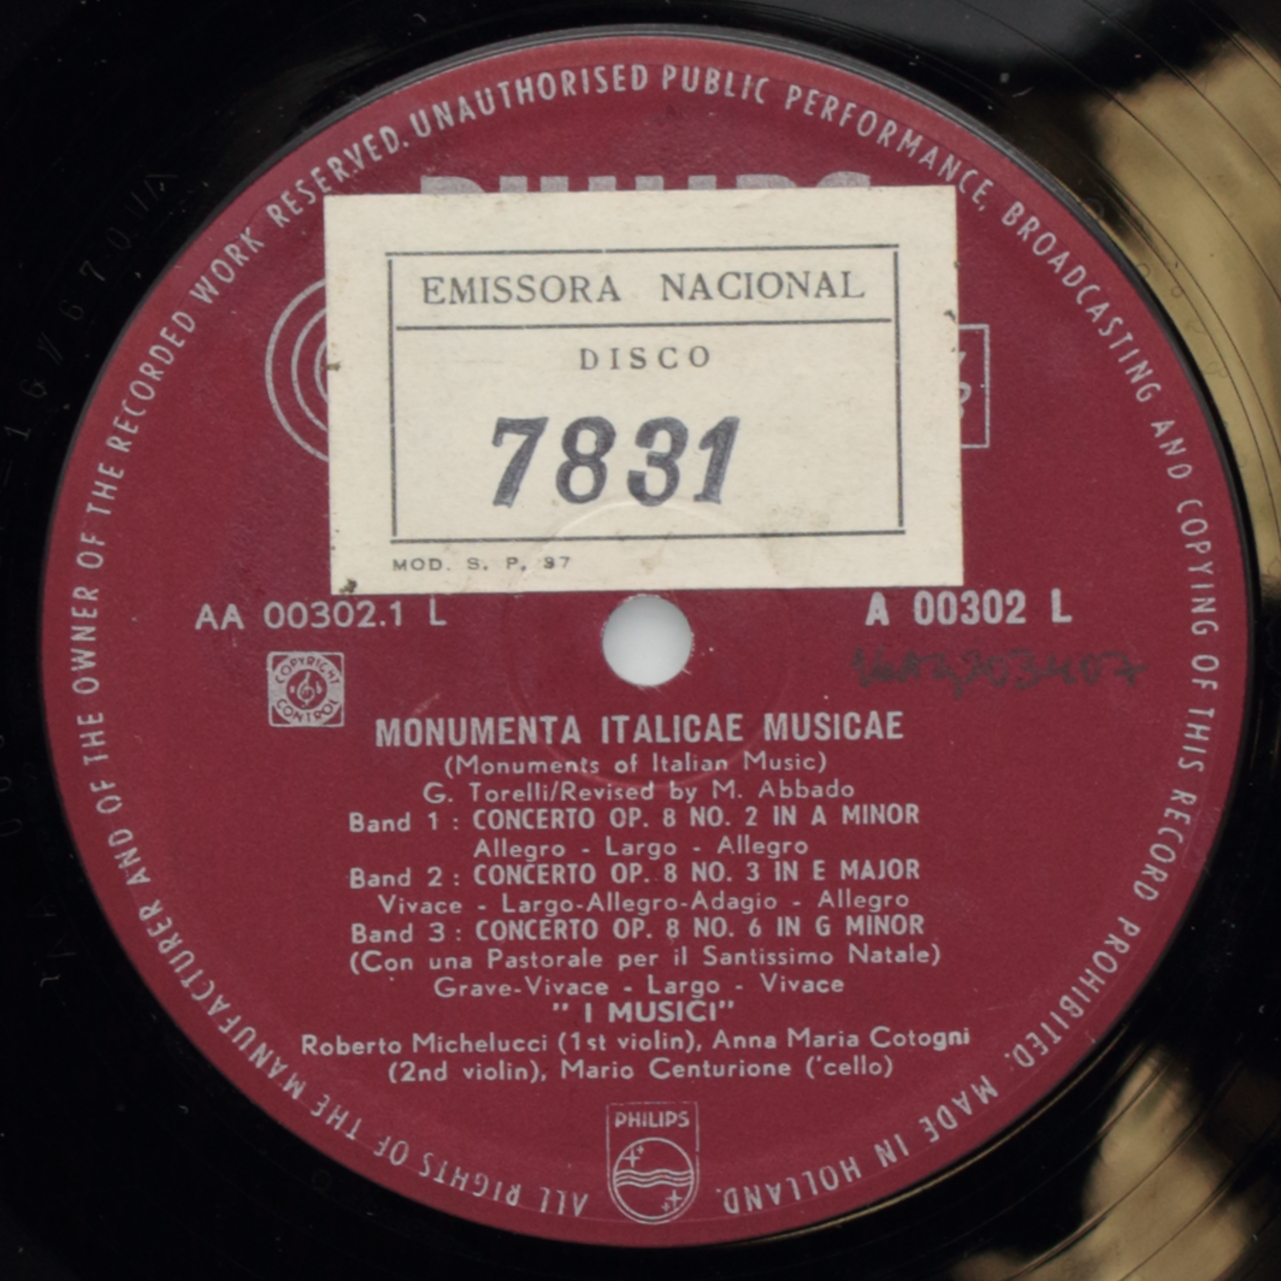 ALL RIGHTS OF THE MANUFACTURER AND OF THE OWNER OF THE RECORDED WORK RESERVED. UNAUTHORISED PUBLIC PERFORMANCE, BROADCASTING AND COPYING OF THIS RECORD PROHIBITED. MADE IN HOLLAND.
PHILIPS
EMISSORA NACIONAL
DISCO
7831
MOD. S. P. 37
AA 00302.1 L
A 00302 L
COPYRIGHT
CONTROL
MONUMENTA ITALICAE MUSICAE
(Monuments of Italian Music)
G. Torelli/Revised by M. Abbado
Band 1 : CONCERTO OP. 8 NO. 2 IN A MINOR
Allegro - Largo - Allegro
Band 2 : CONCERTO OP. 8 NO. 3 IN E MAJOR
Vivace - Largo-Allegro-Adagio - Allegro
Band 3 : CONCERTO OP. 8 NO. 6 IN G MINOR
(Con una Pastorale per il Santissimo Natale)
Grave-Vivace - Largo - Vivace
" I MUSICI"
Roberto Michelucci (1st violin), Anna Maria Cotogni
(2nd violin), Mario Centurione ('cello)
PHILIPS